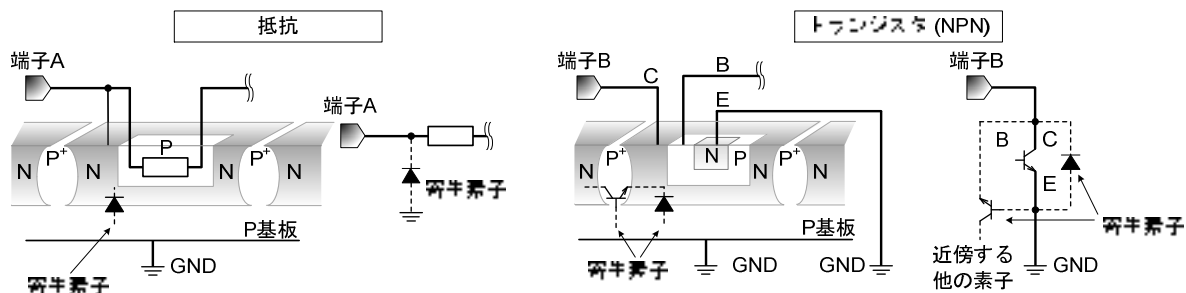 抵抗
トランジスタ (NPN)
端子A
端子A
P
N
P⁺
N
P⁺
N
寄生素子
P基板
寄生素子
GND
端子B
C
B
E
N
P⁺
N
P
P⁺
N
N
P基板
寄生素子
GND
GND
端子B
B
C
E
寄生素子
近傍する
他の素子
GND